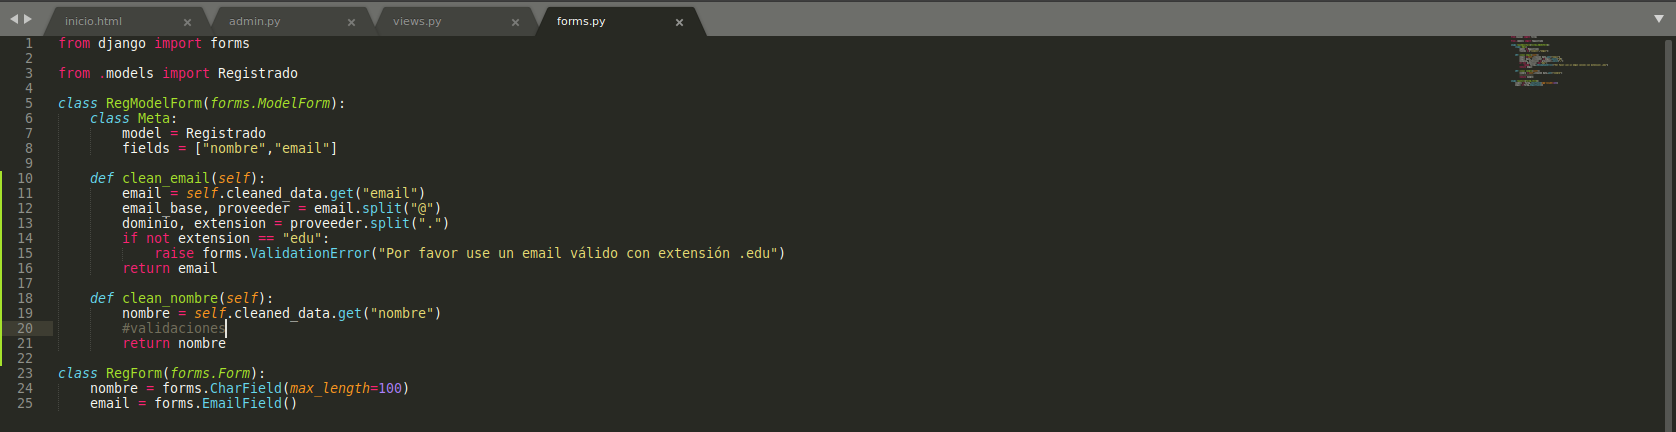 inicio.html × admin.py × views.py × forms.py ×
1 from django import forms
2
3 from .models import Registrado
4
5 class RegModelForm(forms.ModelForm):
6     class Meta:
7         model = Registrado
8         fields = ["nombre","email"]
9
10     def clean_email(self):
11         email = self.cleaned_data.get("email")
12         email_base, proveeder = email.split("@")
13         dominio, extension = proveeder.split(".")
14         if not extension == "edu":
15             raise forms.ValidationError("Por favor use un email válido con extensión .edu")
16         return email
17
18     def clean_nombre(self):
19         nombre = self.cleaned_data.get("nombre")
20         #validaciones
21         return nombre
22
23 class RegForm(forms.Form):
24     nombre = forms.CharField(max_length=100)
25     email = forms.EmailField()